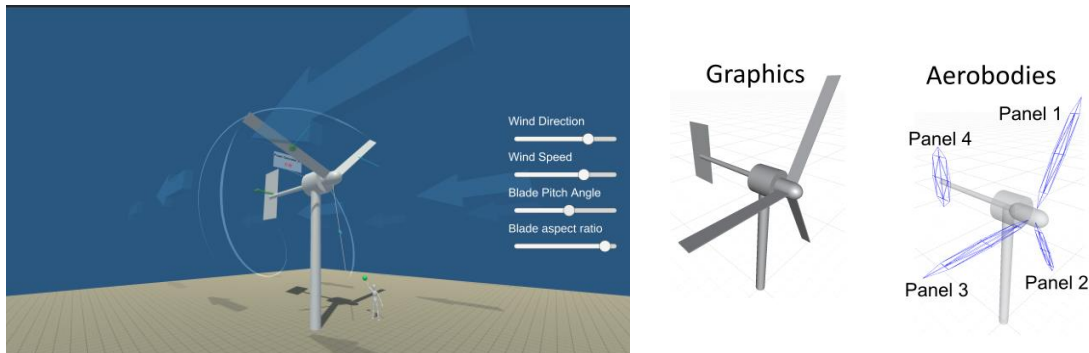 Wind Direction
Wind Speed
Blade Pitch Angle
Blade aspect ratio
Graphics
Aerobodies
Panel 1
Panel 4
Panel 3
Panel 2